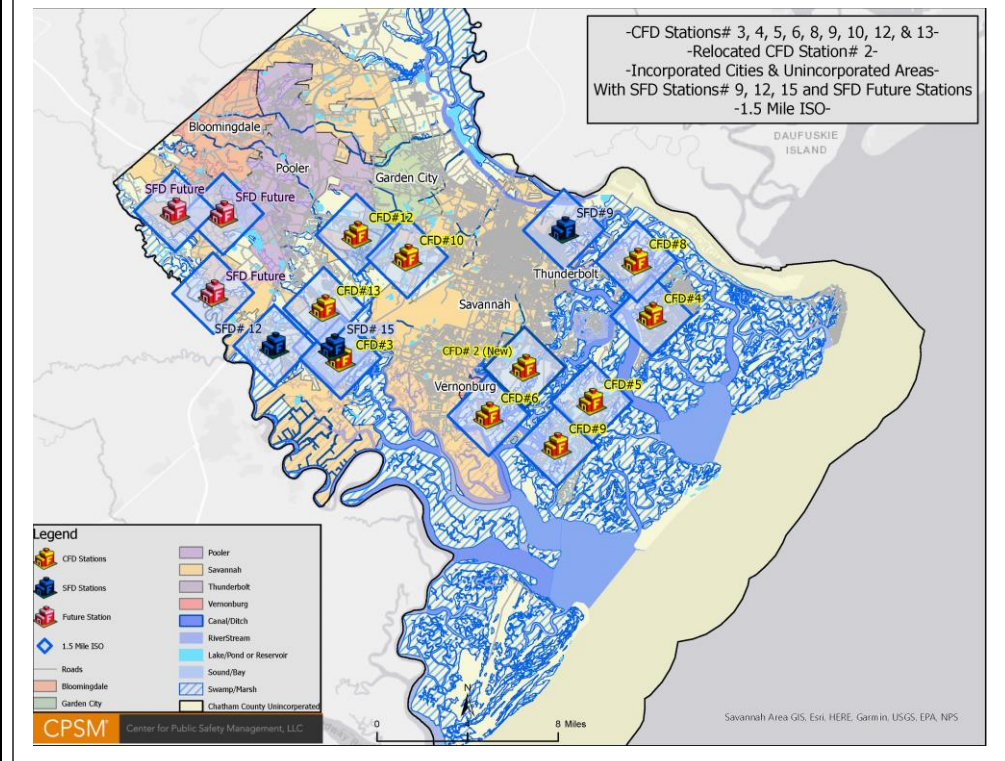 -CFD Stations# 3, 4, 5, 6, 8, 9, 10, 12, & 13-
-Relocated CFD Station# 2-
-Incorporated Cities & Unincorporated Areas-
With SFD Stations# 9, 12, 15 and SFD Future Stations
-1.5 Mile ISO-
DAUFUSKIE
ISLAND
Bloomingdale
Pooler
Garden City
SFD Future
SFD Future
CFD#12
SFD#9
CFD#10
CFD#8
Thunderbolt
SFD Future
CFD#13
CFD#4
Savannah
SFD# 12
SFD# 15
CFD#3
CFD# 2 (New)
Vernonburg
CFD#5
CFD#6
CFD#9
Legend
CFD Stations
SFD Stations
Future Station
1.5 Mile ISO
Roads
Bloomingdale
Garden City
Pooler
Savannah
Thunderbolt
Vernonburg
Canal/Ditch
RiverStream
Lake/Pond or Reservoir
Sound/Bay
Swamp/Marsh
Chatham County Unincorporated
N
0 8 Miles
Savannah Area GIS, Esri, HERE, Garmin, USGS, EPA, NPS
CPSM® Center for Public Safety Management, LLC